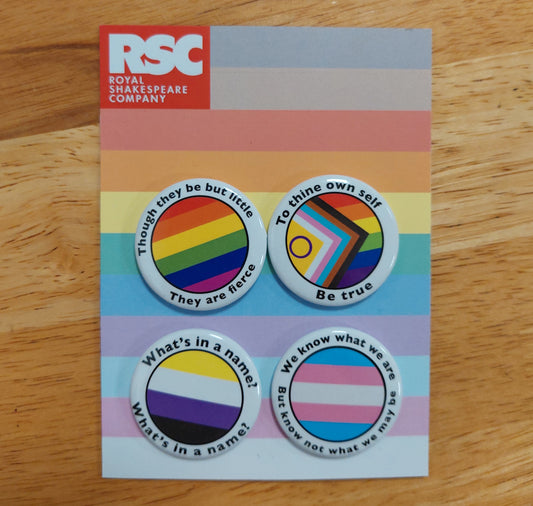 RSC
ROYAL
SHAKESPEARE
COMPANY
Though they be but little
They are fierce
To thine own self
Be true
What's in a name?
What's in a name?
We know what we are
But know not what we may be